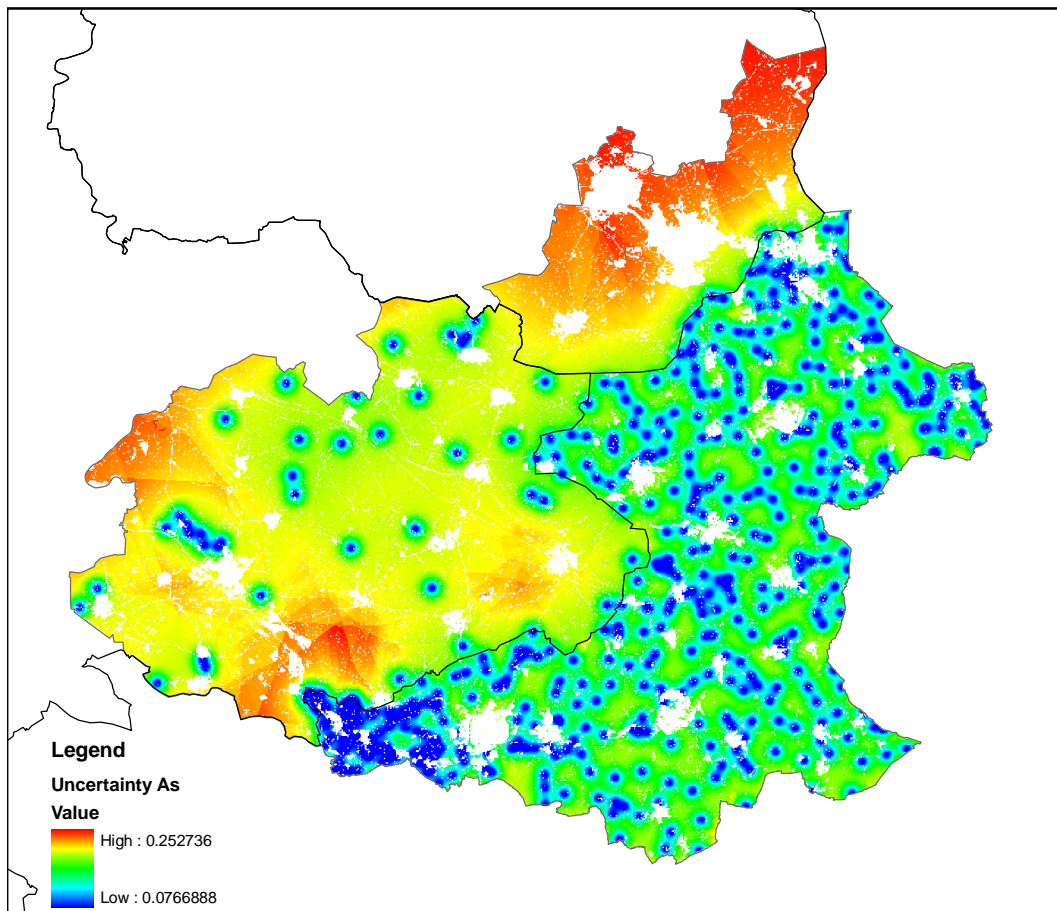 Legend
Uncertainty As
Value
High : 0.252736
Low : 0.0766888